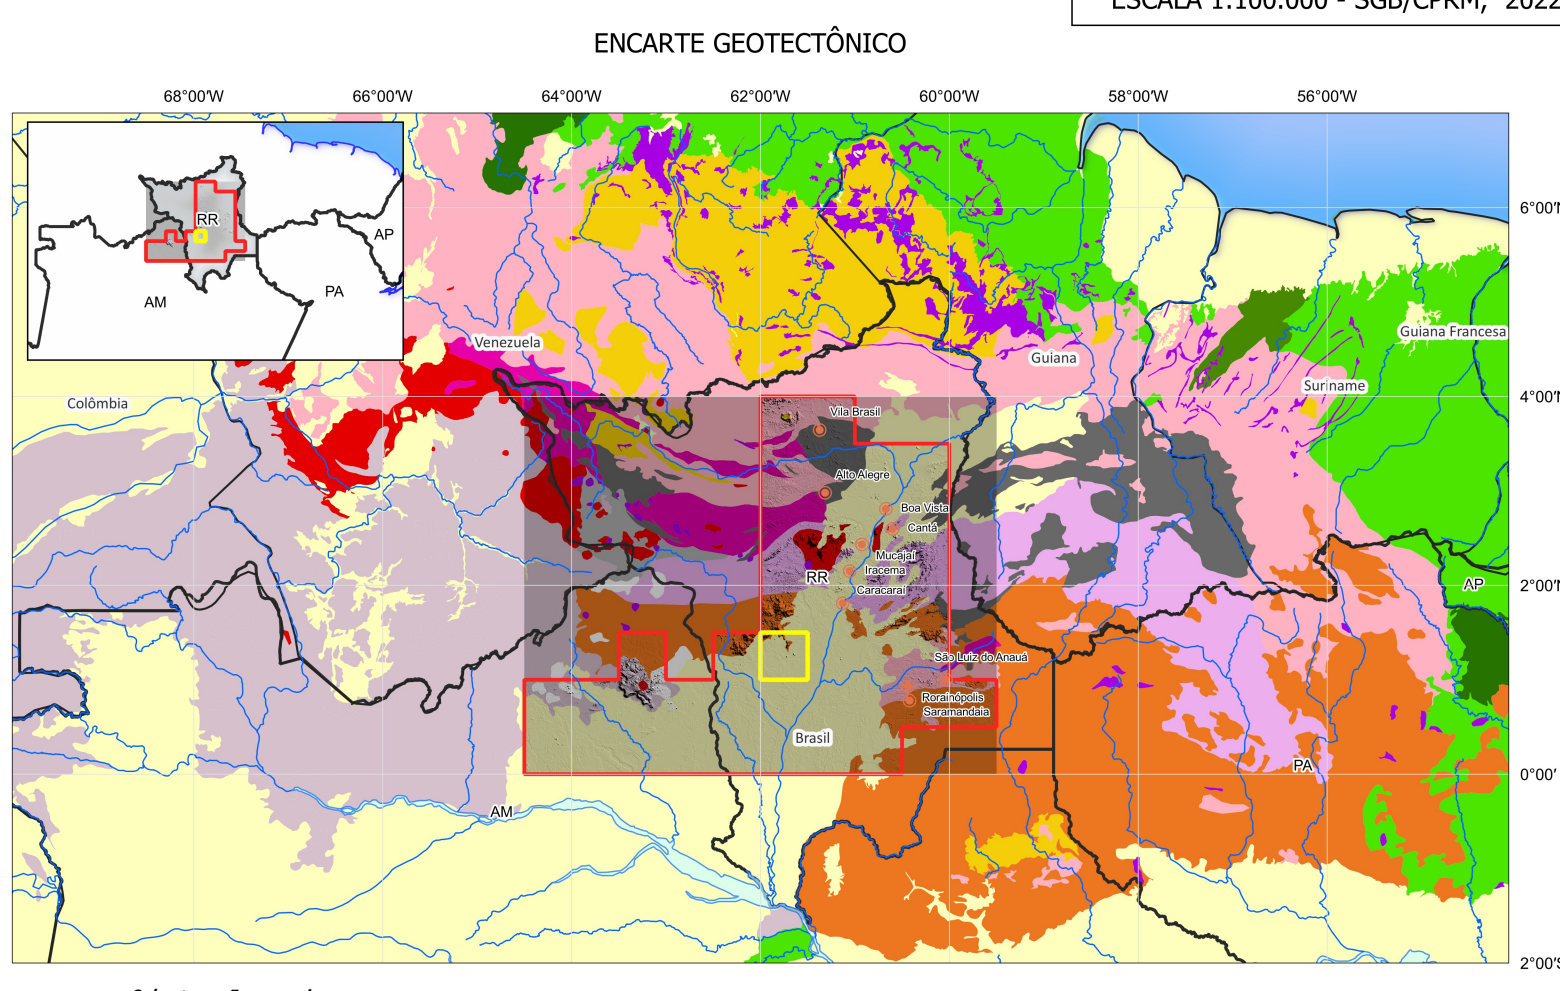 ESCALA 1:100.000 - SGB/CPRM, 2022
ENCARTE GEOTECTÔNICO
68°00'W 66°00'W 64°00'W 62°00'W 60°00'W 58°00'W 56°00'W
RR
AP
AM
PA
6°00'N
Venezuela
Guiana
Guiana Francesa
Suriname
Colômbia
4°00'N
Vila Brasil
Alto Alegre
Boa Vista
Cantá
Mucajaí
Iracema
RR
Caracaraí
2°00'N
AP
São Luiz do Anauá
Rorainópolis
Saramandaia
Brasil
PA
0°00'
AM
2°00'S